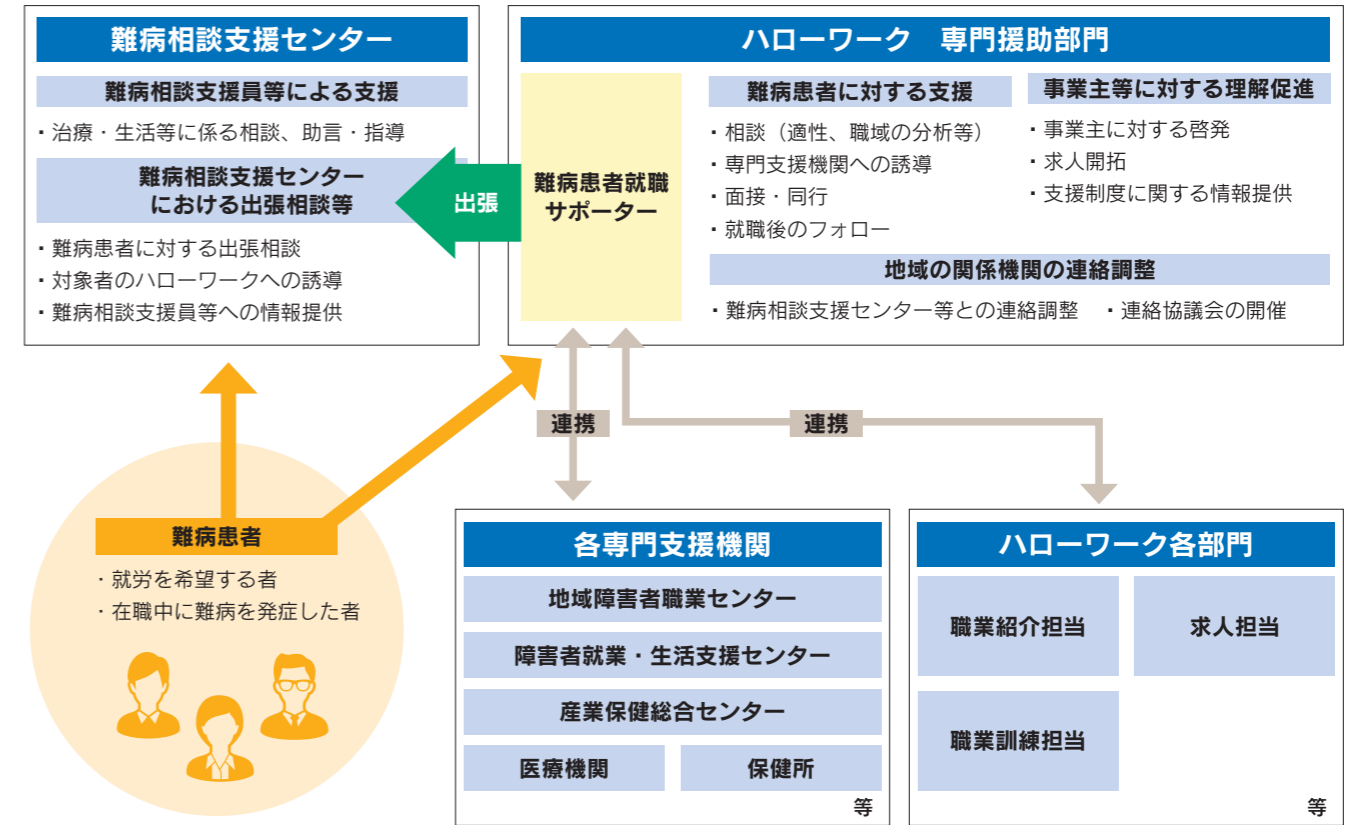 難病相談支援センター
難病相談支援員等による支援
・治療・生活等に係る相談、助言・指導
難病相談支援センター
における出張相談等
・難病患者に対する出張相談
・対象者のハローワークへの誘導
・難病相談支援員等への情報提供
出張
ハローワーク　専門援助部門
難病患者就職
サポーター
難病患者に対する支援
・相談（適性、職域の分析等）
・専門支援機関への誘導
・面接・同行
・就職後のフォロー
事業主等に対する理解促進
・事業主に対する啓発
・求人開拓
・支援制度に関する情報提供
地域の関係機関の連絡調整
・難病相談支援センター等との連絡調整　・連絡協議会の開催
連携
連携
難病患者
・就労を希望する者
・在職中に難病を発症した者
各専門支援機関
地域障害者職業センター
障害者就業・生活支援センター
産業保健総合センター
医療機関
保健所
等
ハローワーク各部門
職業紹介担当
求人担当
職業訓練担当
等